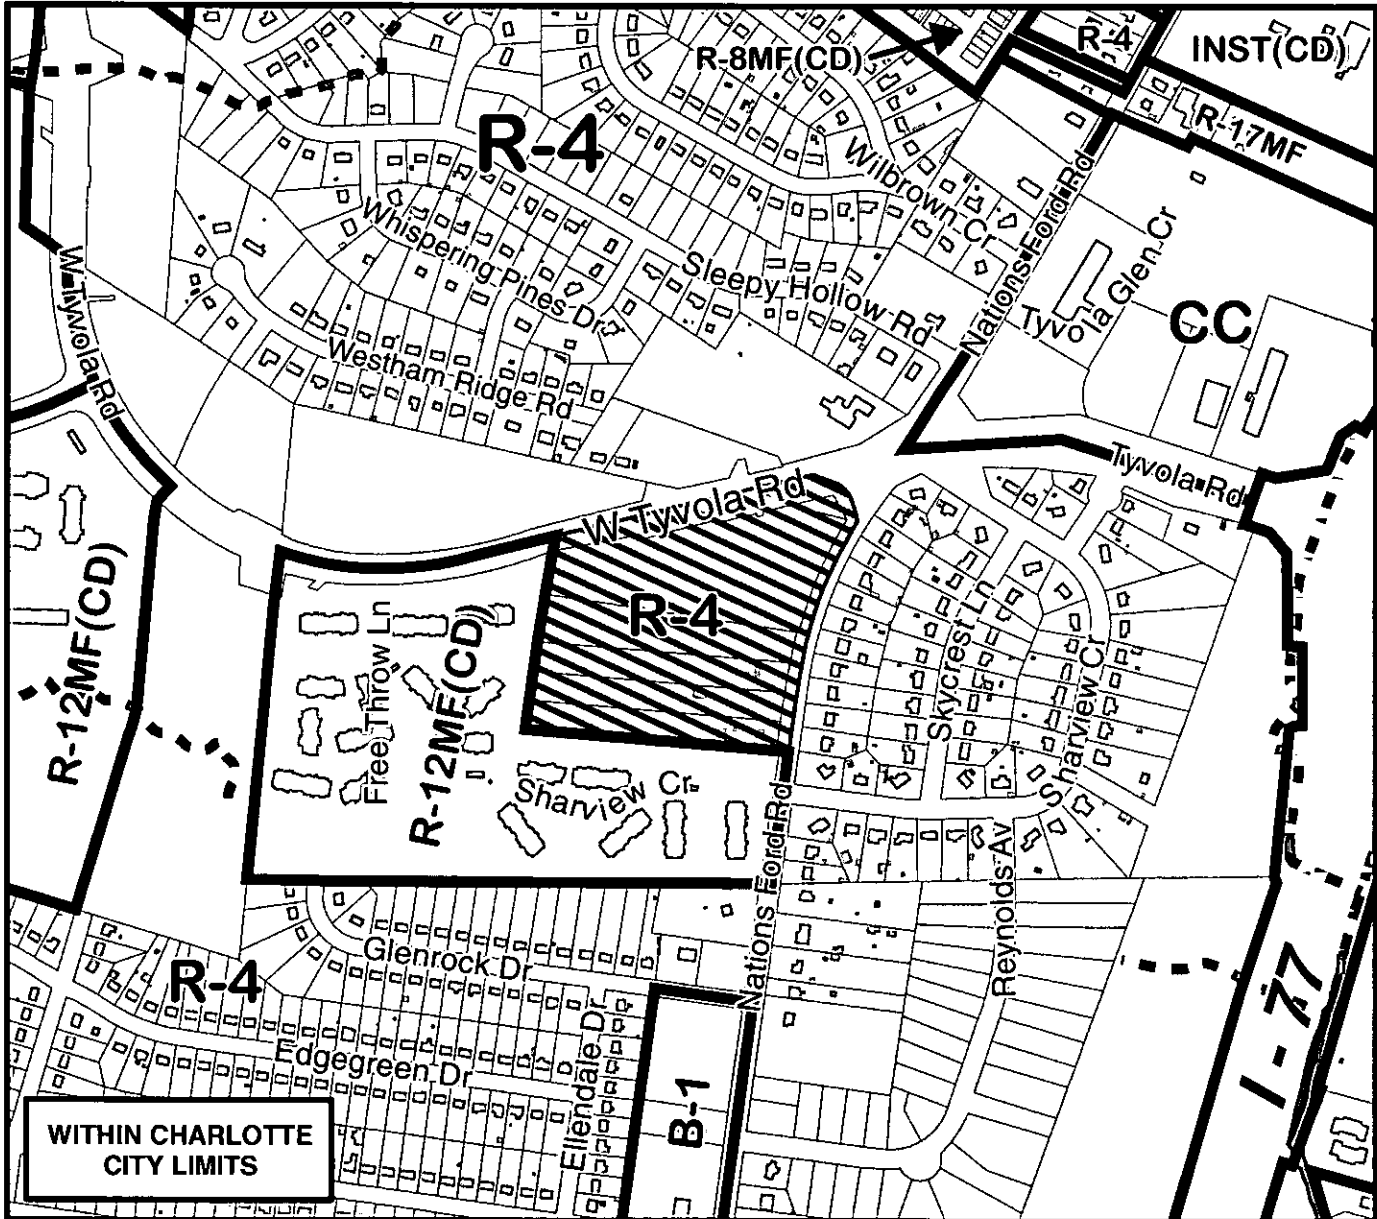 R-4
INST(CD)
R-8MF(CD)
R-17MF
R-4
Wilbrown Cr
Nations Ford Rd
Tyvola Glen Cr
Whispering Pines Dr
Sleepy Hollow Rd
CC
W Tyvola Rd
Westham Ridge Rd
Tyvola Rd
W Tyvola Rd
R-12MF(CD)
R-4
Free Throw Ln
R-12MF(CD)
Skycrest Ln
Sharview Cr
Sharview Cr
Nations Ford Rd
Reynolds Av
Glenrock Dr
R-4
I - 77
Ellendale Dr
Edgegreen Dr
B-1
WITHIN CHARLOTTE
CITY LIMITS